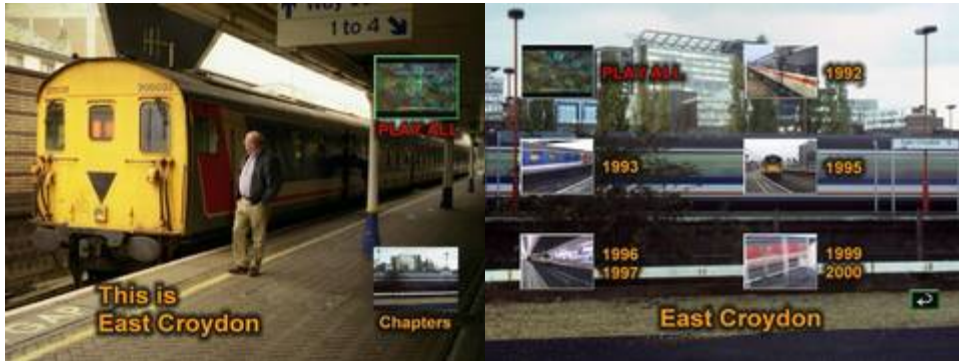 Way
1 to 4
PLAY ALL
This is
East Croydon
Chapters
PLAY ALL
1992
1993
1995
1996
1997
1999
2000
East Croydon